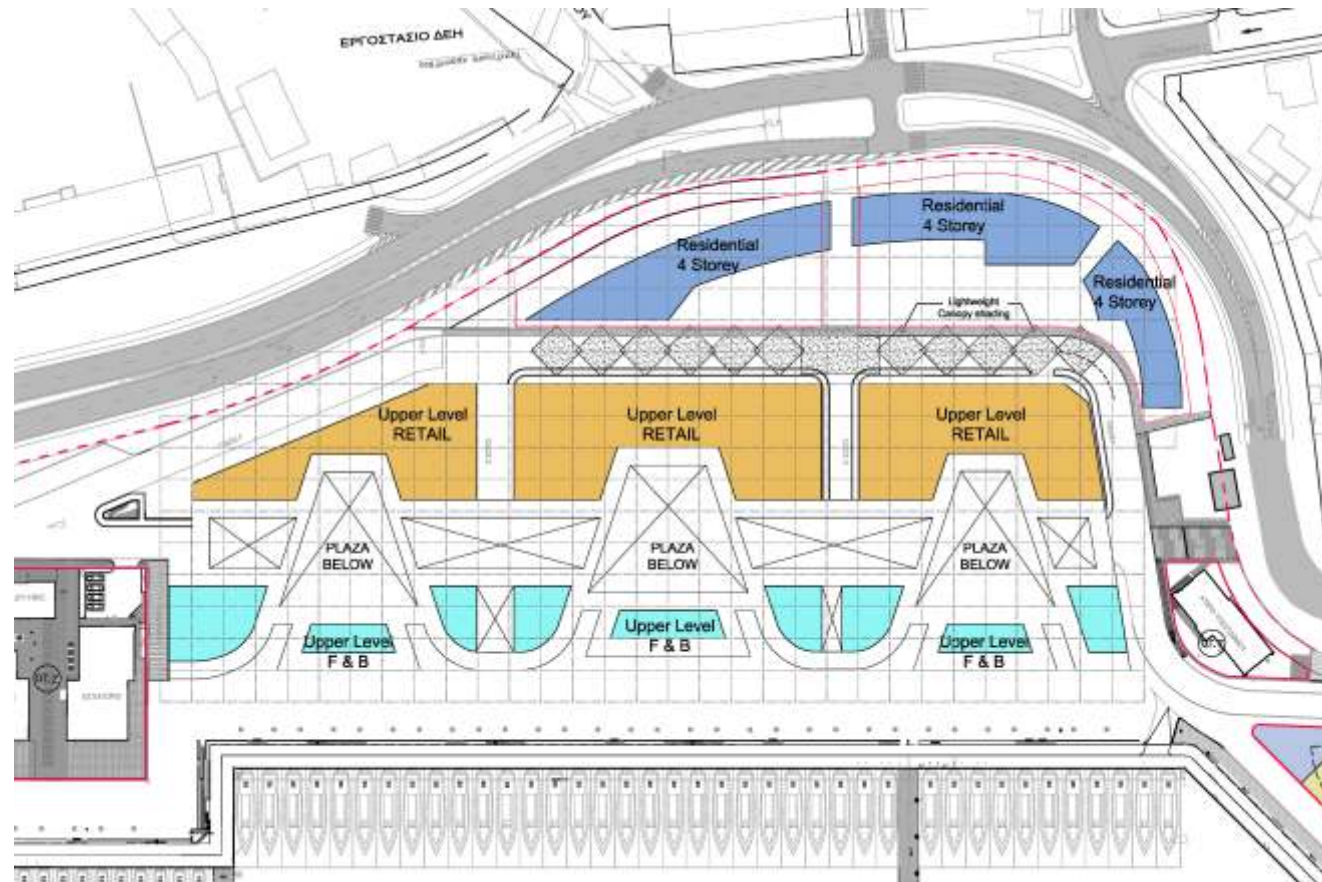 ΕΡΓΟΣΤΑΣΙΟ ΔΕΗ
Residential
4 Storey
Residential
4 Storey
Residential
4 Storey
Lightweight
Canopy shading
Upper Level
RETAIL
Upper Level
RETAIL
Upper Level
RETAIL
PLAZA
BELOW
PLAZA
BELOW
PLAZA
BELOW
Upper Level
F & B
Upper Level
F & B
Upper Level
F & B